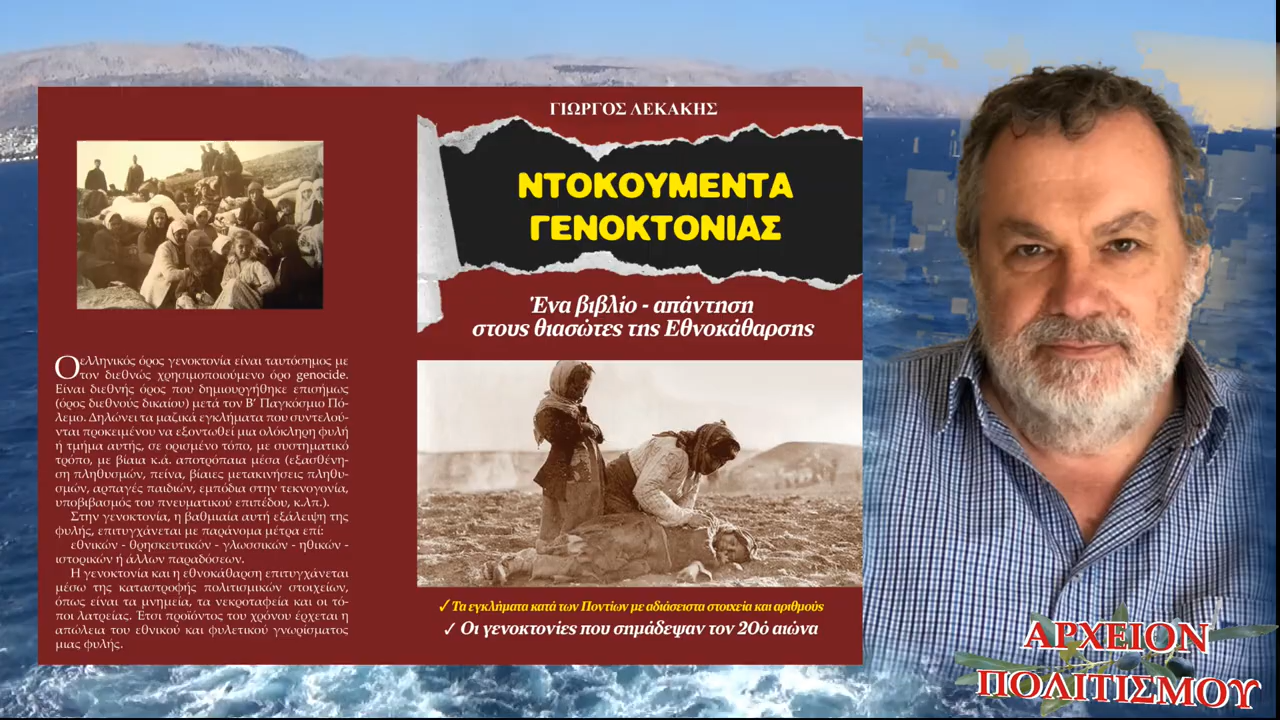 Ο ελληνικός όρος γενοκτονία είναι ταυτόσημος με
τον διεθνώς χρησιμοποιούμενο όρο genocide.
Είναι διεθνής όρος που δημιουργήθηκε επισήμως
(όρος διεθνούς δικαίου) μετά τον Β’ Παγκόσμιο Πό-
λεμο. Δηλώνει τα μαζικά εγκλήματα που συντελού-
νται προκειμένου να εξοντωθεί μια ολόκληρη φυλή
ή τμήμα αυτής, σε ορισμένο τόπο, με συστηματικό
τρόπο, με βίαια κ.ά. αποτρόπαια μέσα (εξασθένη-
ση πληθυσμών, πείνα, βίαιες μετακινήσεις πληθυ-
σμών, αρπαγές παιδιών, εμπόδια στην τεκνογονία,
υποβιβασμός του πνευματικού επιπέδου, κ.λπ.).
Στην γενοκτονία, η βαθμιαία αυτή εξάλειψη της
φυλής, επιτυγχάνεται με παράνομα μέτρα επί:
εθνικών - θρησκευτικών - γλωσσικών - ηθικών -
ιστορικών ή άλλων παραδόσεων.
Η γενοκτονία και η εθνοκάθαρση επιτυγχάνεται
μέσω της καταστροφής πολιτισμικών στοιχείων,
όπως είναι τα μνημεία, τα νεκροταφεία και οι τό-
ποι λατρείας. Έτσι προϊόντος του χρόνου έρχεται η
απώλεια του εθνικού και φυλετικού γνωρίσματος
μιας φυλής.
ΓΙΩΡΓΟΣ ΛΕΚΑΚΗΣ
ΝΤΟΚΟΥΜΕΝΤΑ
ΓΕΝΟΚΤΟΝΙΑΣ
Ένα βιβλίο - απάντηση
στους θιασώτες της Εθνοκάθαρσης
✓ Τα εγκλήματα κατά των Ποντίων με αδιάσειστα στοιχεία και αριθμούς
✓ Οι γενοκτονίες που σημάδεψαν τον 20ό αιώνα
ΑΡΧΕΙΟΝ
ΠΟΛΙΤΙΣΜΟΥ